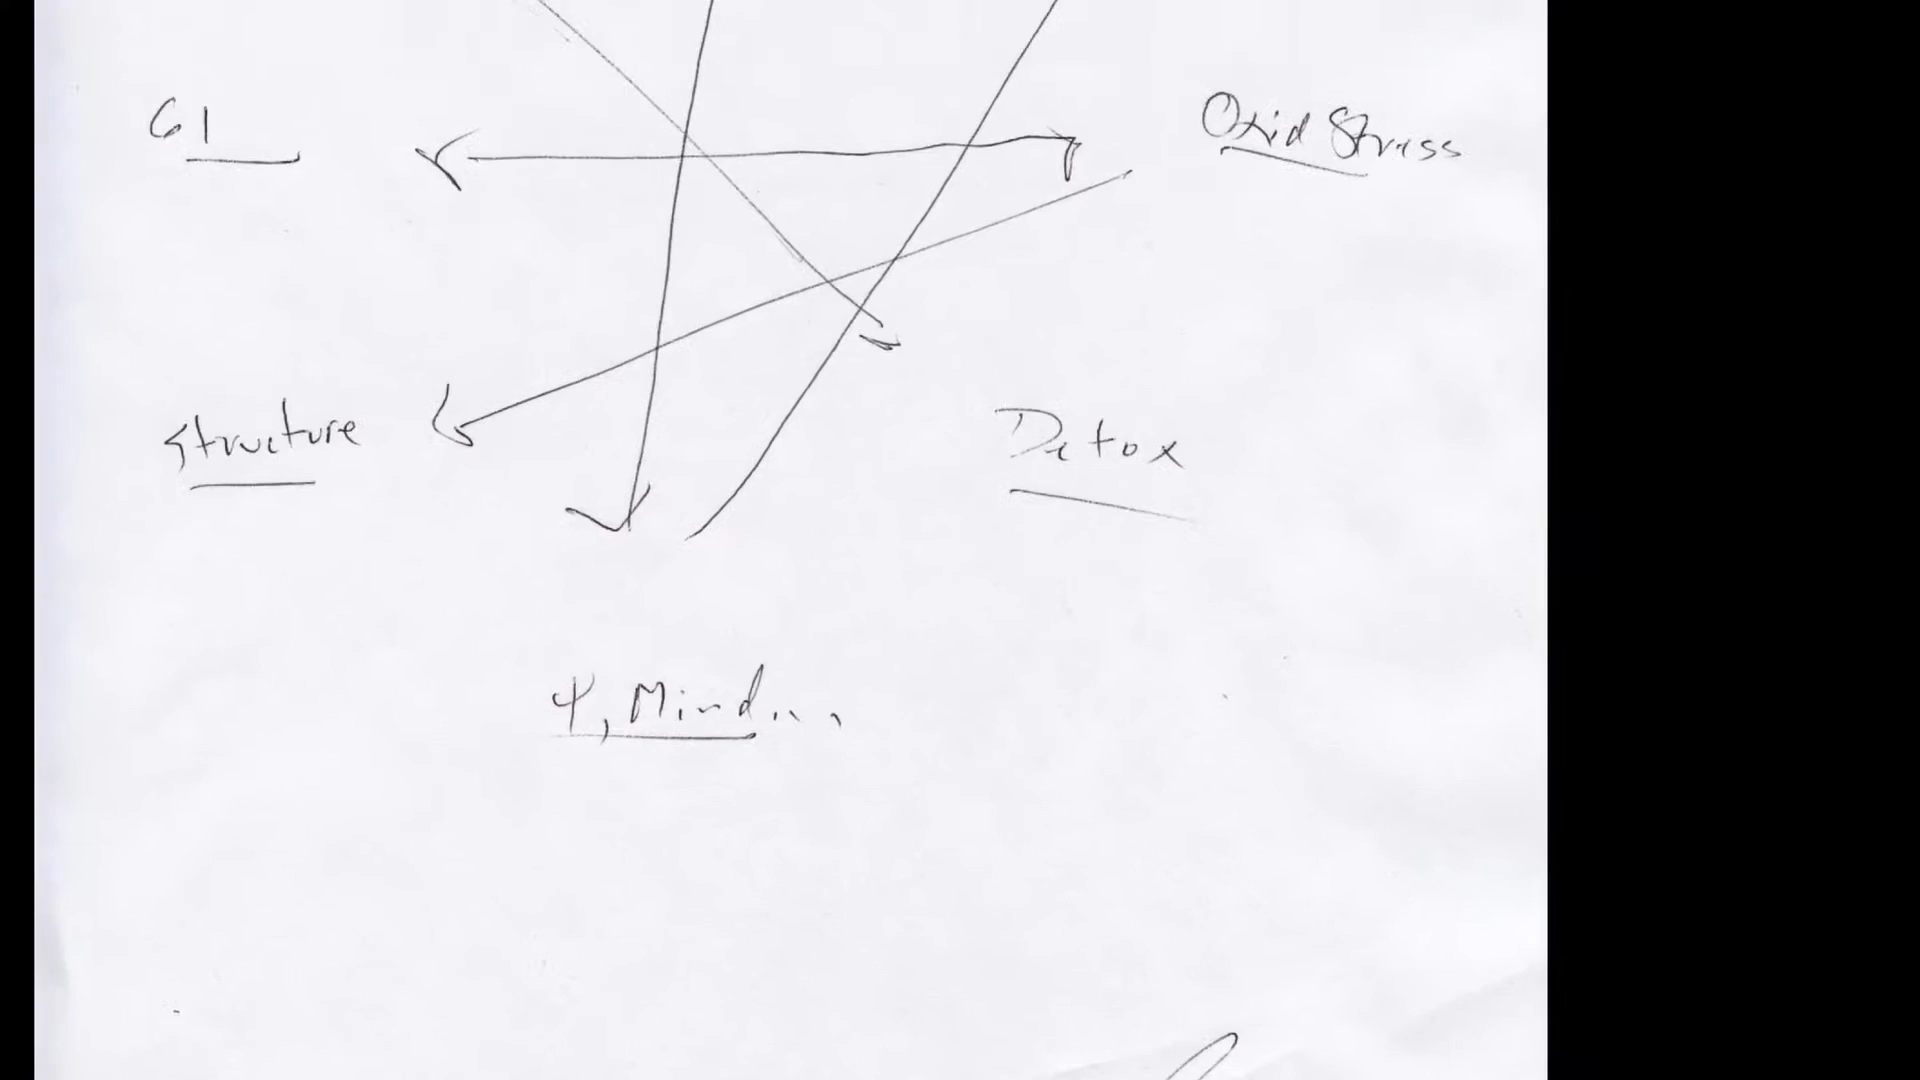 GI
Oxid Stress
Structure
Detox
Ψ, Mind...